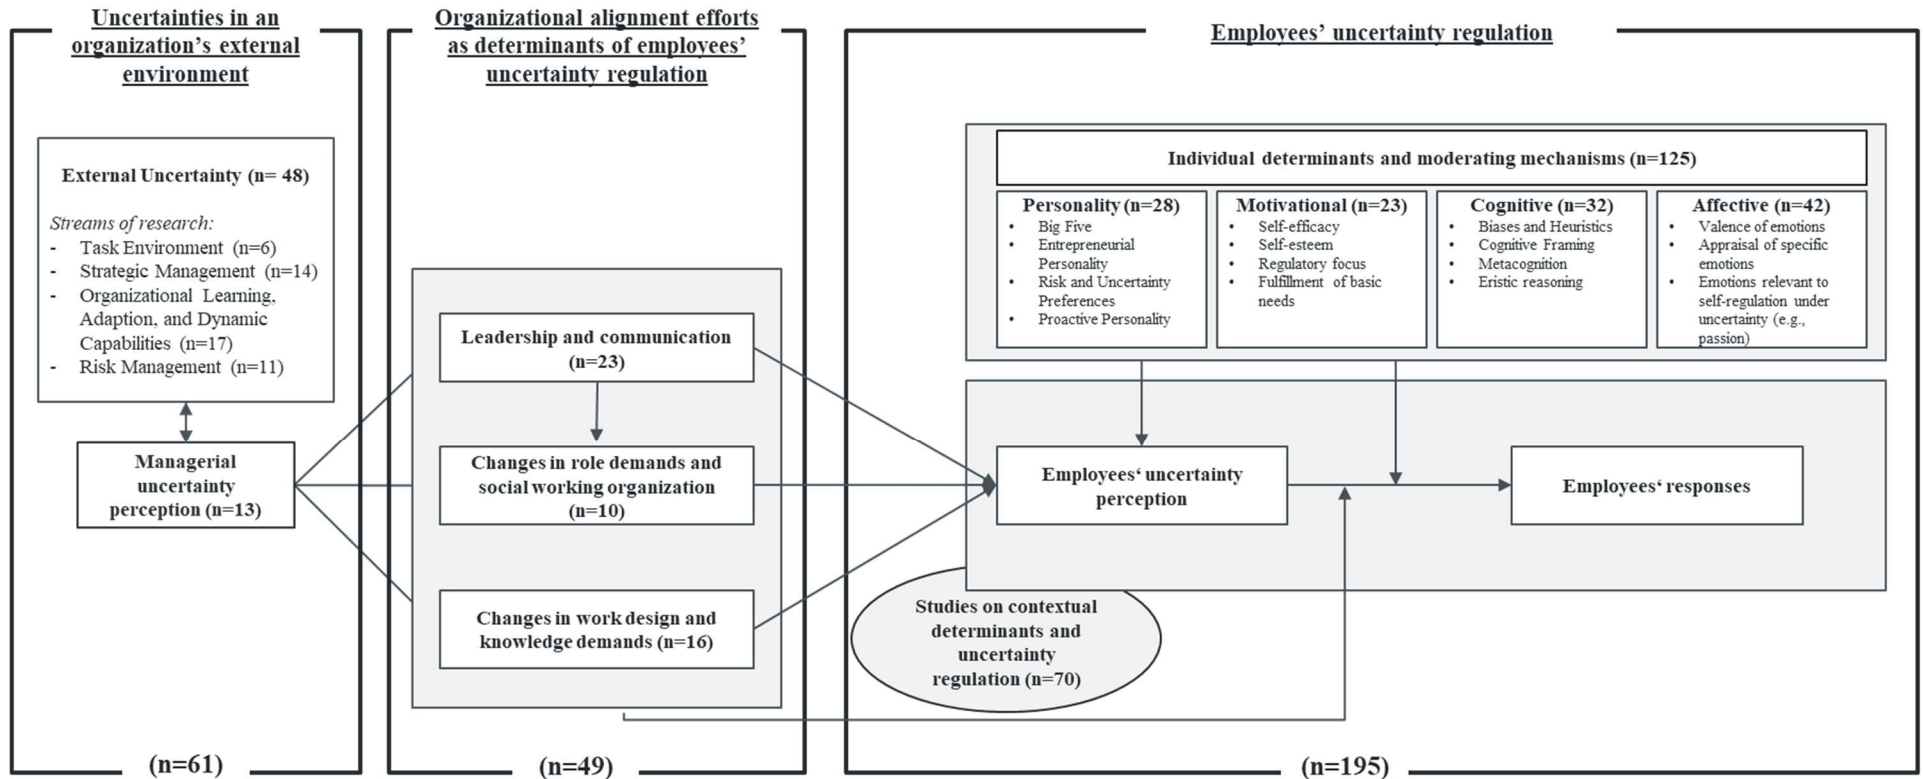 Uncertainties in an
organization's external
environment
External Uncertainty (n= 48)
Streams of research:
- Task Environment (n=6)
- Strategic Management (n=14)
- Organizational Learning,
Adaption, and Dynamic
Capabilities (n=17)
- Risk Management (n=11)
Managerial
uncertainty
perception (n=13)
(n=61)
Organizational alignment efforts
as determinants of employees'
uncertainty regulation
Leadership and communication
(n=23)
Changes in role demands and
social working organization
(n=10)
Changes in work design and
knowledge demands (n=16)
(n=49)
Employees' uncertainty regulation
Individual determinants and moderating mechanisms (n=125)
Personality (n=28)
• Big Five
• Entrepreneurial
Personality
• Risk and Uncertainty
Preferences
• Proactive Personality
Motivational (n=23)
• Self-efficacy
• Self-esteem
• Regulatory focus
• Fulfillment of basic
needs
Cognitive (n=32)
• Biases and Heuristics
• Cognitive Framing
• Metacognition
• Eristic reasoning
Affective (n=42)
• Valence of emotions
• Appraisal of specific
emotions
• Emotions relevant to
self-regulation under
uncertainty (e.g.,
passion)
Employees‘ uncertainty
perception
Employees‘ responses
Studies on contextual
determinants and
uncertainty
regulation (n=70)
(n=195)